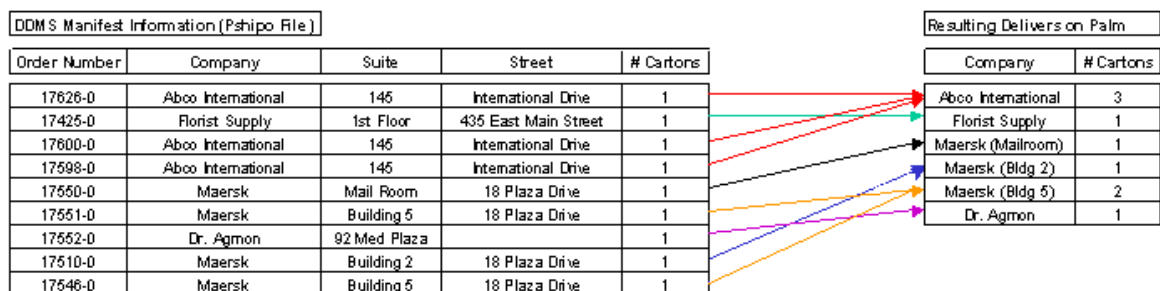 DDMS Manifest Information (Pshipo File) Resulting Delivers on Palm
Order Number Company Suite Street # Cartons Company # Cartons
17626-0 Abco International 145 International Drive 1 Abco International 3
17425-0 Florist Supply 1st Floor 435 East Main Street 1 Florist Supply 1
17600-0 Abco International 145 International Drive 1 Maersk (Mailroom) 1
17598-0 Abco International 145 International Drive 1 Maersk (Bldg 2) 1
17550-0 Maersk Mail Room 18 Plaza Drive 1 Maersk (Bldg 5) 2
17551-0 Maersk Building 5 18 Plaza Drive 1 Dr. Agmon 1
17552-0 Dr. Agmon 92 Med Plaza 1
17510-0 Maersk Building 2 18 Plaza Drive 1
17546-0 Maersk Building 5 18 Plaza Drive 1